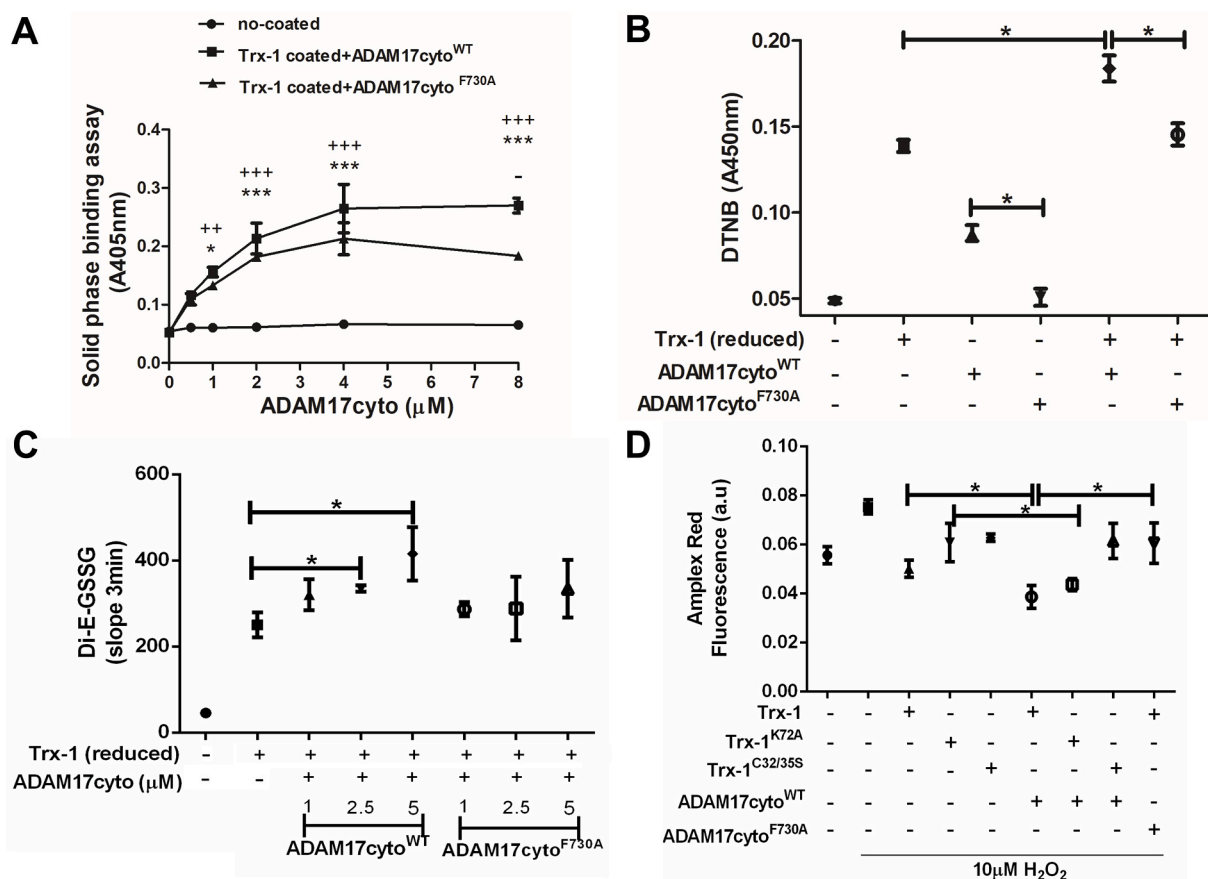 A
no-coated
Trx-1 coated+ADAM17cyto^WT
Trx-1 coated+ADAM17cyto^F730A
Solid phase binding assay
(A405nm)
0.4
0.3
0.2
0.1
0.0
+++
***
-
+++
***
+++
***
++
*
0 1 2 3 4 5 6 7 8
ADAM17cyto (μM)
B
DTNB (A450nm)
0.20
0.15
0.10
0.05
* *
*
Trx-1 (reduced) - + - - + +
ADAM17cyto^WT - - + - + -
ADAM17cyto^F730A - - - + - +
C
Di-E-GSSG
(slope 3min)
600
400
200
0
*
*
Trx-1 (reduced) - + + + + + + +
ADAM17cyto (μM) - - + + + + + +
1 2.5 5 1 2.5 5
ADAM17cyto^WT ADAM17cyto^F730A
D
Amplex Red
Fluorescence (a.u)
0.10
0.08
0.06
0.04
0.02
0.00
* *
*
Trx-1 - - + - - + - - +
Trx-1^K72A - - - + - - + - -
Trx-1^C32/35S - - - - + - - + -
ADAM17cyto^WT - - - - - + + + -
ADAM17cyto^F730A - - - - - - - - +
10μM H₂O₂